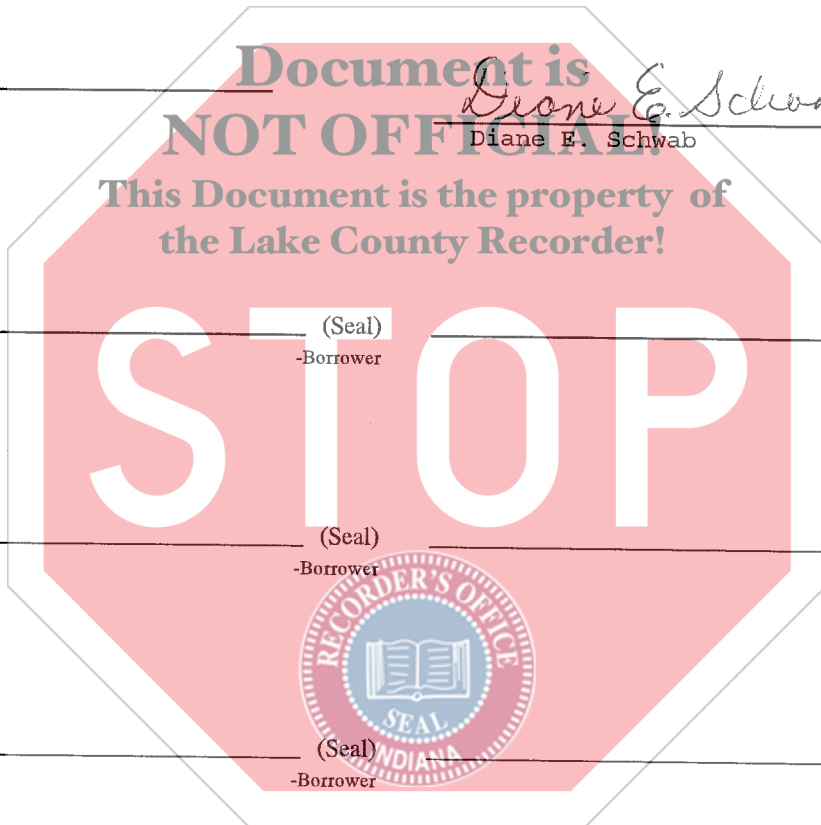 Document is
Diane E. Schwab
NOT OFFICIAL!
Diane E. Schwab
This Document is the property of
the Lake County Recorder!
(Seal)
-Borrower
STOP
(Seal)
-Borrower
RECORDER'S OFFICE
SEAL
INDIANA
(Seal)
-Borrower